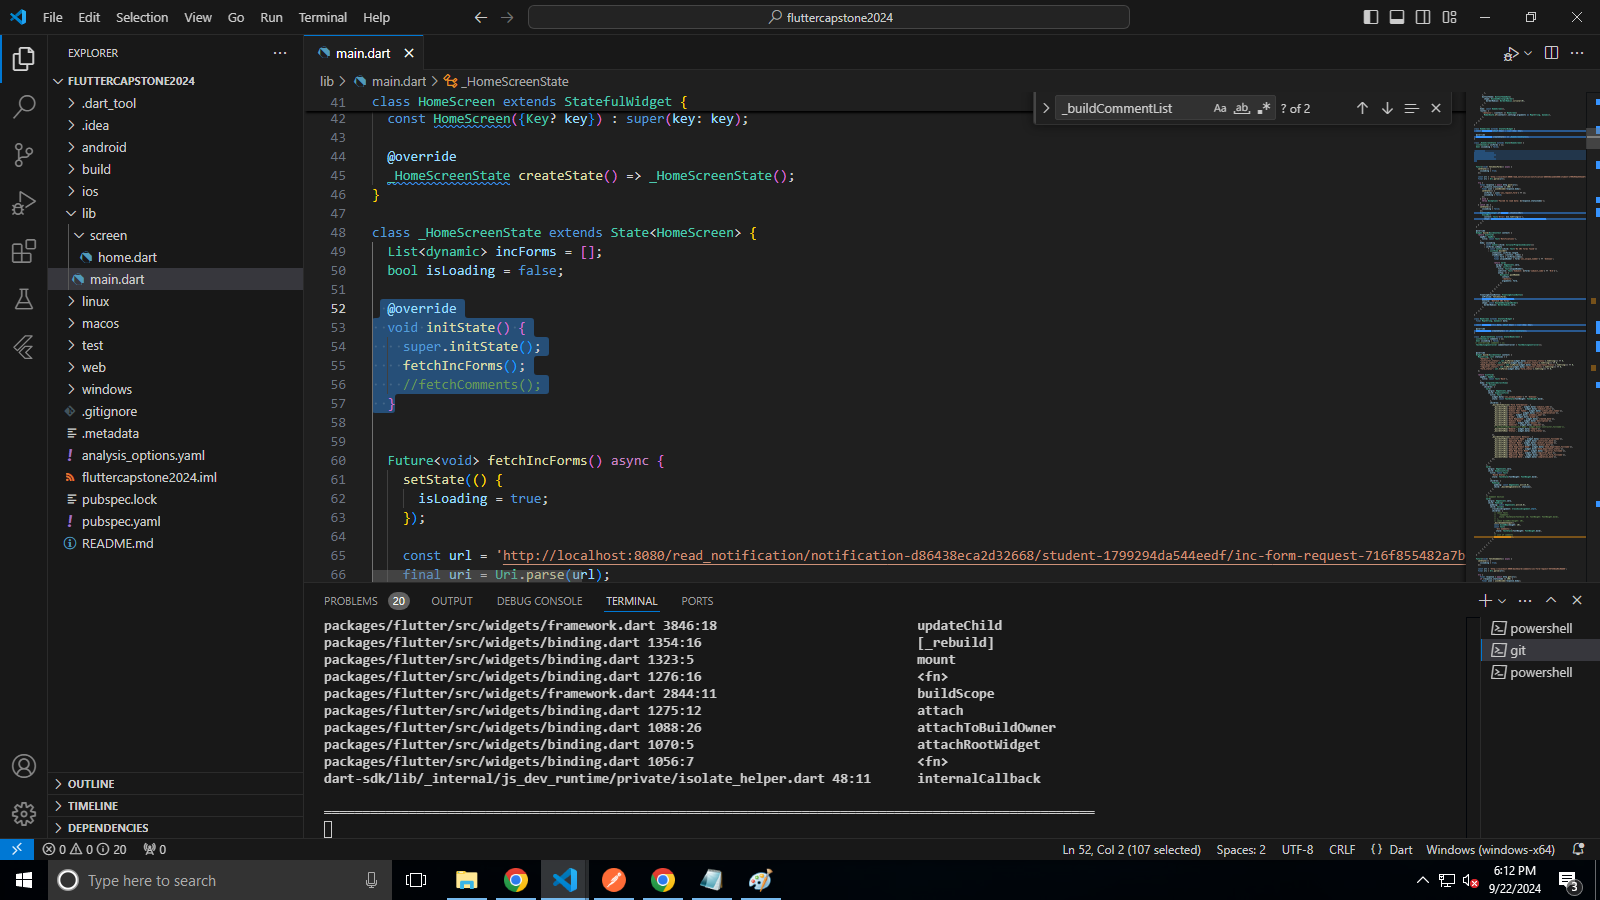 File Edit Selection View Go Run Terminal Help
fluttercapstone2024
EXPLORER
FLUTTERCAPSTONE2024
.dart_tool
.idea
android
build
ios
lib
screen
home.dart
main.dart
linux
macos
test
web
windows
.gitignore
.metadata
analysis_options.yaml
fluttercapstone2024.iml
pubspec.lock
pubspec.yaml
README.md
OUTLINE
TIMELINE
DEPENDENCIES
main.dart
lib > main.dart > _HomeScreenState
_buildCommentList Aa ab ? of 2
41 class HomeScreen extends StatefulWidget {
42 const HomeScreen({Key? key}) : super(key: key);
43
44 @override
45 _HomeScreenState createState() => _HomeScreenState();
46 }
47
48 class _HomeScreenState extends State<HomeScreen> {
49 List<dynamic> incForms = [];
50 bool isLoading = false;
51
52 @override
53 void initState() {
54 super.initState();
55 fetchIncForms();
56 //fetchComments();
57 }
58
59
60 Future<void> fetchIncForms() async {
61 setState(() {
62 isLoading = true;
63 });
64
65 const url = 'http://localhost:8080/read_notification/notification-d86438eca2d32668/student-1799294da544eedf/inc-form-request-716f855482a7b
66 final uri = Uri.parse(url);
PROBLEMS 20 OUTPUT DEBUG CONSOLE TERMINAL PORTS
packages/flutter/src/widgets/framework.dart 3846:18 updateChild
packages/flutter/src/widgets/binding.dart 1354:16 [_rebuild]
packages/flutter/src/widgets/binding.dart 1323:5 mount
packages/flutter/src/widgets/binding.dart 1276:16 <fn>
packages/flutter/src/widgets/framework.dart 2844:11 buildScope
packages/flutter/src/widgets/binding.dart 1275:12 attach
packages/flutter/src/widgets/binding.dart 1088:26 attachToBuildOwner
packages/flutter/src/widgets/binding.dart 1070:5 attachRootWidget
packages/flutter/src/widgets/binding.dart 1056:7 <fn>
dart-sdk/lib/_internal/js_dev_runtime/private/isolate_helper.dart 48:11 internalCallback
powershell
git
powershell
0 0 20 0 Ln 52, Col 2 (107 selected) Spaces: 2 UTF-8 CRLF {} Dart Windows (windows-x64)
Type here to search
6:12 PM
9/22/2024
3